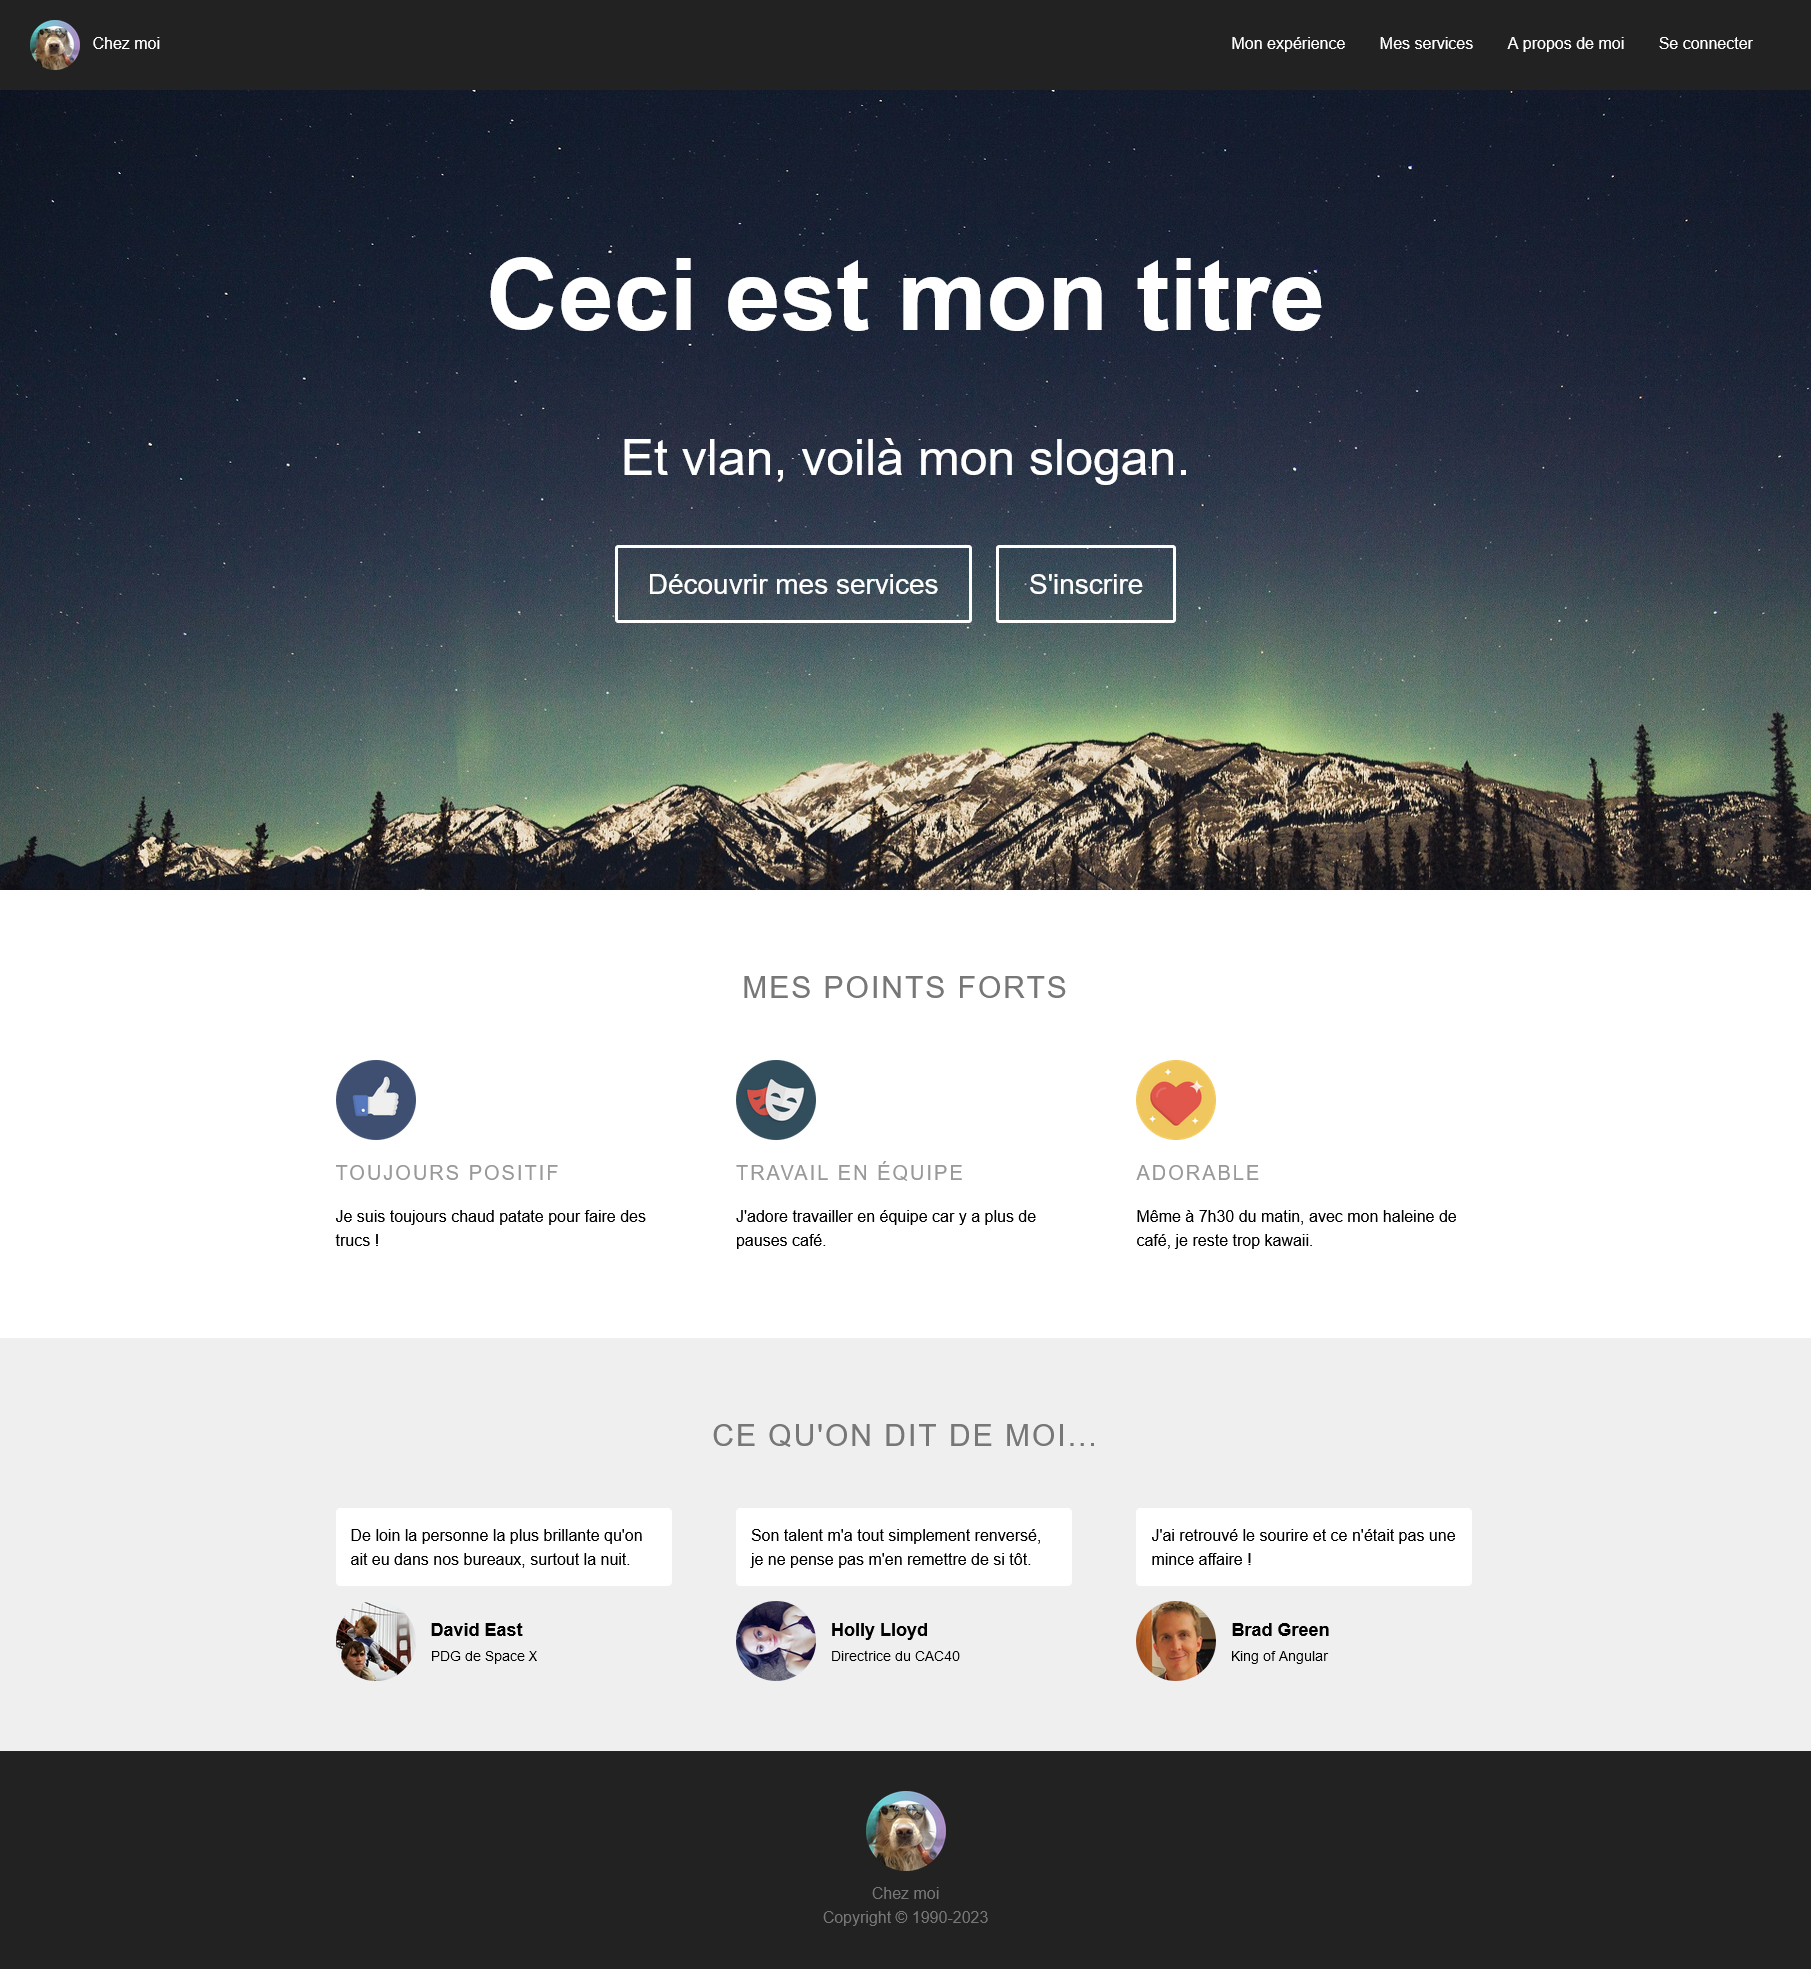 Chez moi
Mon expérience
Mes services
A propos de moi
Se connecter
Ceci est mon titre
Et vlan, voilà mon slogan.
Découvrir mes services
S'inscrire
MES POINTS FORTS
TOUJOURS POSITIF
Je suis toujours chaud patate pour faire des
trucs !
TRAVAIL EN ÉQUIPE
J'adore travailler en équipe car y a plus de
pauses café.
ADORABLE
Même à 7h30 du matin, avec mon haleine de
café, je reste trop kawaii.
CE QU'ON DIT DE MOI...
De loin la personne la plus brillante qu'on
ait eu dans nos bureaux, surtout la nuit.
David East
PDG de Space X
Son talent m'a tout simplement renversé,
je ne pense pas m'en remettre de si tôt.
Holly Lloyd
Directrice du CAC40
J'ai retrouvé le sourire et ce n'était pas une
mince affaire !
Brad Green
King of Angular
Chez moi
Copyright © 1990-2023